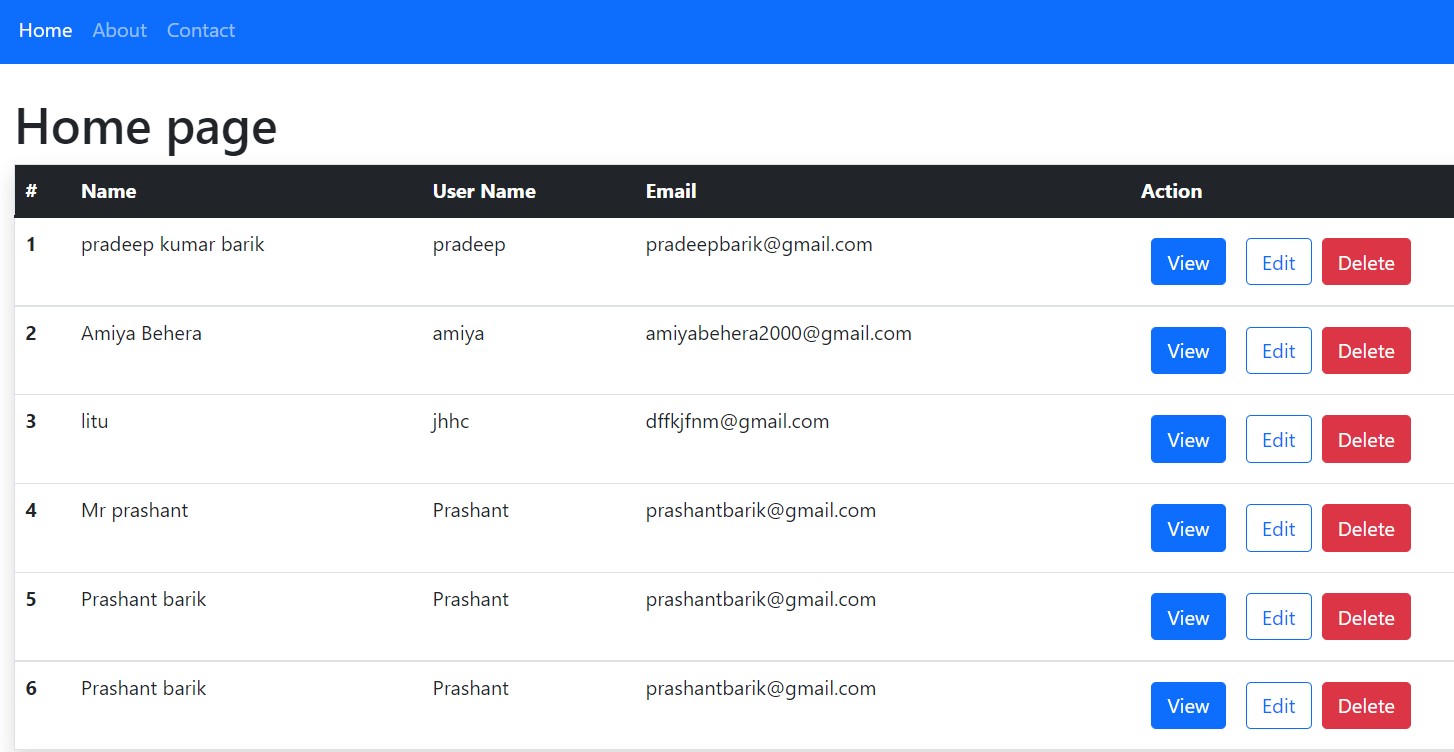 Home About Contact
Home page
# Name User Name Email Action
1 pradeep kumar barik pradeep pradeepbarik@gmail.com View Edit Delete
2 Amiya Behera amiya amiyabehera2000@gmail.com View Edit Delete
3 litu jhhc dffkjfnm@gmail.com View Edit Delete
4 Mr prashant Prashant prashantbarik@gmail.com View Edit Delete
5 Prashant barik Prashant prashantbarik@gmail.com View Edit Delete
6 Prashant barik Prashant prashantbarik@gmail.com View Edit Delete